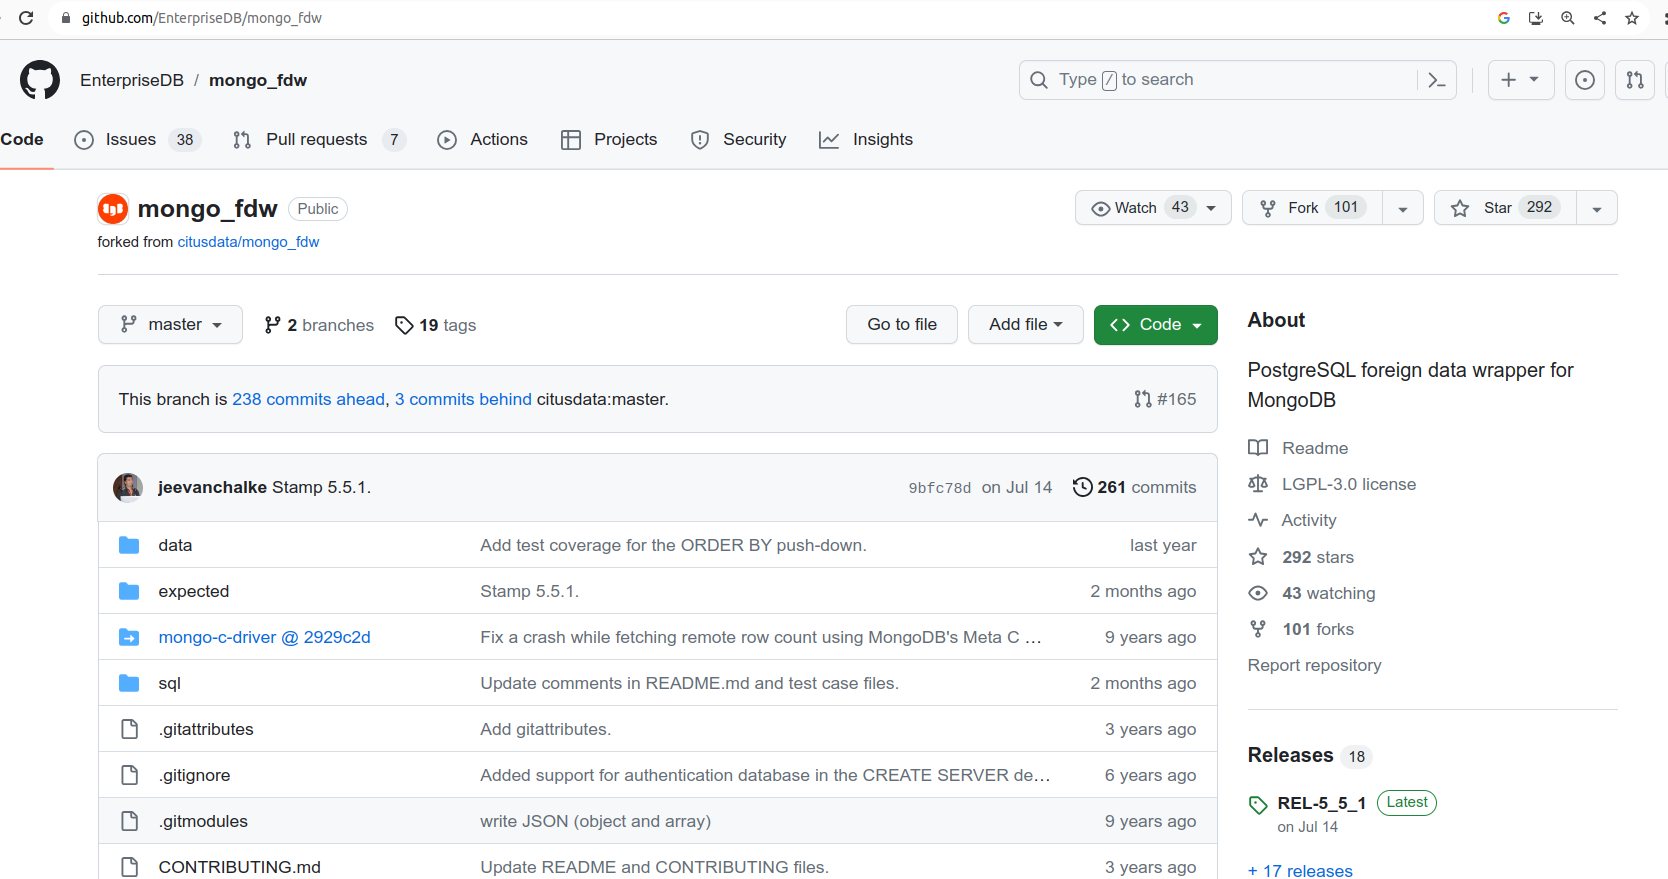 github.com/EnterpriseDB/mongo_fdw
EnterpriseDB / mongo_fdw
Type / to search
Code
Issues 38
Pull requests 7
Actions
Projects
Security
Insights
mongo_fdw Public
Watch 43
Fork 101
Star 292
forked from citusdata/mongo_fdw
master
2 branches
19 tags
Go to file
Add file
Code
This branch is 238 commits ahead, 3 commits behind citusdata:master.
#165
jeevanchalke Stamp 5.5.1.
9bfc78d on Jul 14
261 commits
data Add test coverage for the ORDER BY push-down. last year
expected Stamp 5.5.1. 2 months ago
mongo-c-driver @ 2929c2d Fix a crash while fetching remote row count using MongoDB's Meta C … 9 years ago
sql Update comments in README.md and test case files. 2 months ago
.gitattributes Add gitattributes. 3 years ago
.gitignore Added support for authentication database in the CREATE SERVER de… 6 years ago
.gitmodules write JSON (object and array) 9 years ago
CONTRIBUTING.md Update README and CONTRIBUTING files. 3 years ago
About
PostgreSQL foreign data wrapper for
MongoDB
Readme
LGPL-3.0 license
Activity
292 stars
43 watching
101 forks
Report repository
Releases 18
REL-5_5_1 Latest
on Jul 14
+ 17 releases